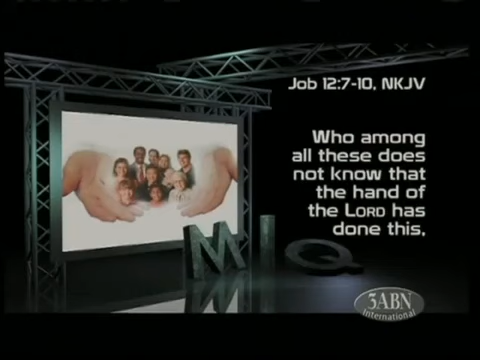 Job 12:7-10, NKJV
Who among
all these does
not know that
the hand of
the LORD has
done this,
MIQ
3ABN
international